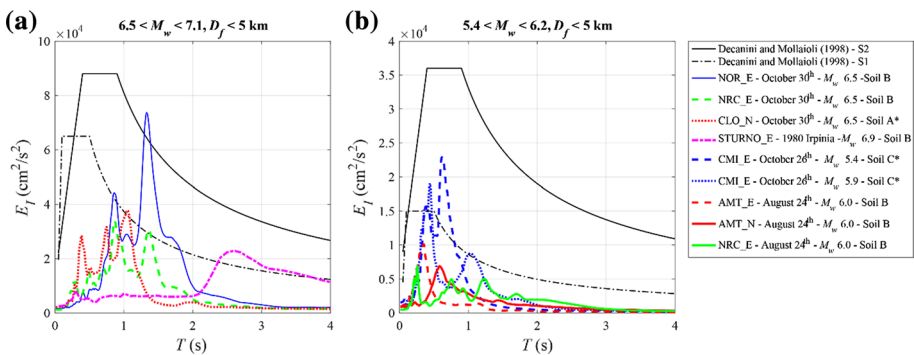 (a)
6.5 < Mw < 7.1, Df < 5 km
× 10⁴
10
8
6
4
2
0
EI (cm²/s²)
0 1 2 3 4
T (s)
(b)
5.4 < Mw < 6.2, Df < 5 km
× 10⁴
4
3.5
3
2.5
2
1.5
1
0.5
0
EI (cm²/s²)
0 1 2 3 4
T (s)
Decanini and Mollaioli (1998) - S2
Decanini and Mollaioli (1998) - S1
NOR_E - October 30th - Mw 6.5 - Soil B
NRC_E - October 30th - Mw 6.5 - Soil B
CLO_N - October 30th - Mw 6.5 - Soil A*
STURNO_E - 1980 Irpinia - Mw 6.9 - Soil B
CMI_E - October 26th - Mw 5.4 - Soil C*
CMI_E - October 26th - Mw 5.9 - Soil C*
AMT_E - August 24th - Mw 6.0 - Soil B
AMT_N - August 24th - Mw 6.0 - Soil B
NRC_E - August 24th - Mw 6.0 - Soil B